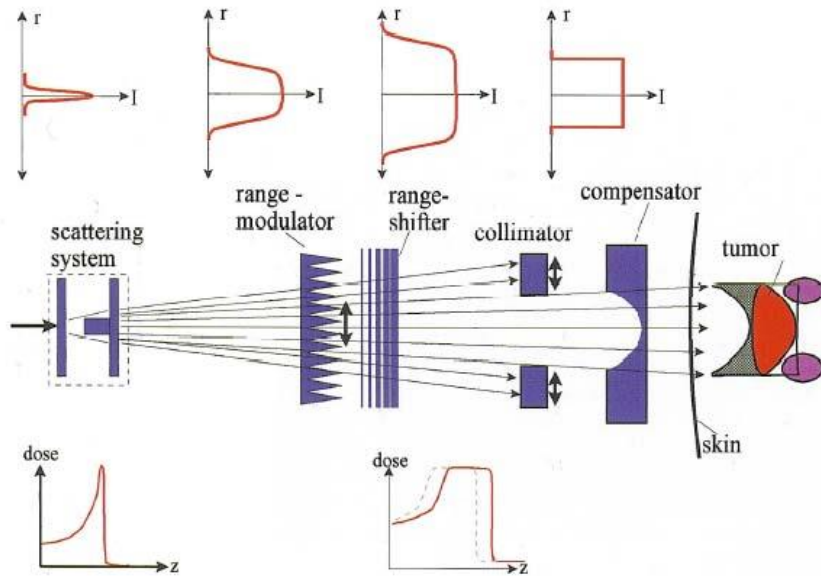 r
r
r
r
I
I
I
I
range -
modulator
range-
shifter
compensator
scattering
system
collimator
tumor
skin
dose
z
dose
z